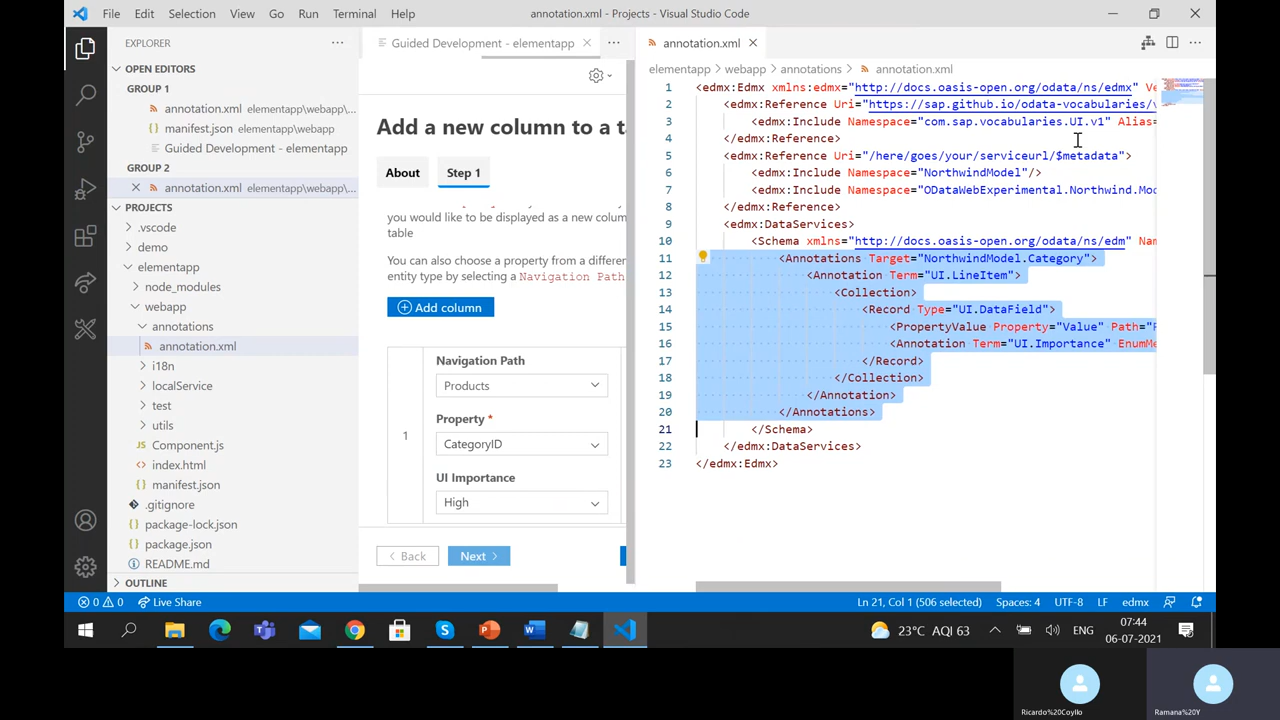 File Edit Selection View Go Run Terminal Help
annotation.xml - Projects - Visual Studio Code
EXPLORER
OPEN EDITORS
GROUP 1
annotation.xml elementapp\webapp\...
manifest.json elementapp\webapp
Guided Development - elementapp
GROUP 2
annotation.xml elementapp\webapp\...
PROJECTS
.vscode
demo
elementapp
node_modules
webapp
annotations
annotation.xml
i18n
localService
test
utils
Component.js
index.html
manifest.json
.gitignore
package-lock.json
package.json
README.md
OUTLINE
Guided Development - elementapp
Add a new column to a ta
About
Step 1
you would like to be displayed as a new colum
table
You can also choose a property from a differen
entity type by selecting a Navigation Path
Add column
1
Navigation Path
Products
Property *
CategoryID
UI Importance
High
Back
Next
annotation.xml
elementapp > webapp > annotations > annotation.xml
1 <edmx:Edmx xmlns:edmx="http://docs.oasis-open.org/odata/ns/edmx" Ve
2 <edmx:Reference Uri="https://sap.github.io/odata-vocabularies/v
3 <edmx:Include Namespace="com.sap.vocabularies.UI.v1" Alias=
4 </edmx:Reference>
5 <edmx:Reference Uri="/here/goes/your/serviceurl/$metadata">
6 <edmx:Include Namespace="NorthwindModel"/>
7 <edmx:Include Namespace="ODataWebExperimental.Northwind.Mod
8 </edmx:Reference>
9 <edmx:DataServices>
10 <Schema xmlns="http://docs.oasis-open.org/odata/ns/edm" Nam
11 <Annotations Target="NorthwindModel.Category">
12 <Annotation Term="UI.LineItem">
13 <Collection>
14 <Record Type="UI.DataField">
15 <PropertyValue Property="Value" Path="P
16 <Annotation Term="UI.Importance" EnumMe
17 </Record>
18 </Collection>
19 </Annotation>
20 </Annotations>
21 </Schema>
22 </edmx:DataServices>
23 </edmx:Edmx>
0 0 Live Share
Ln 21, Col 1 (506 selected) Spaces: 4 UTF-8 LF edmx
23°C AQI 63
ENG
07:44
06-07-2021
Ricardo%20Coyllo
Ramana%20Y